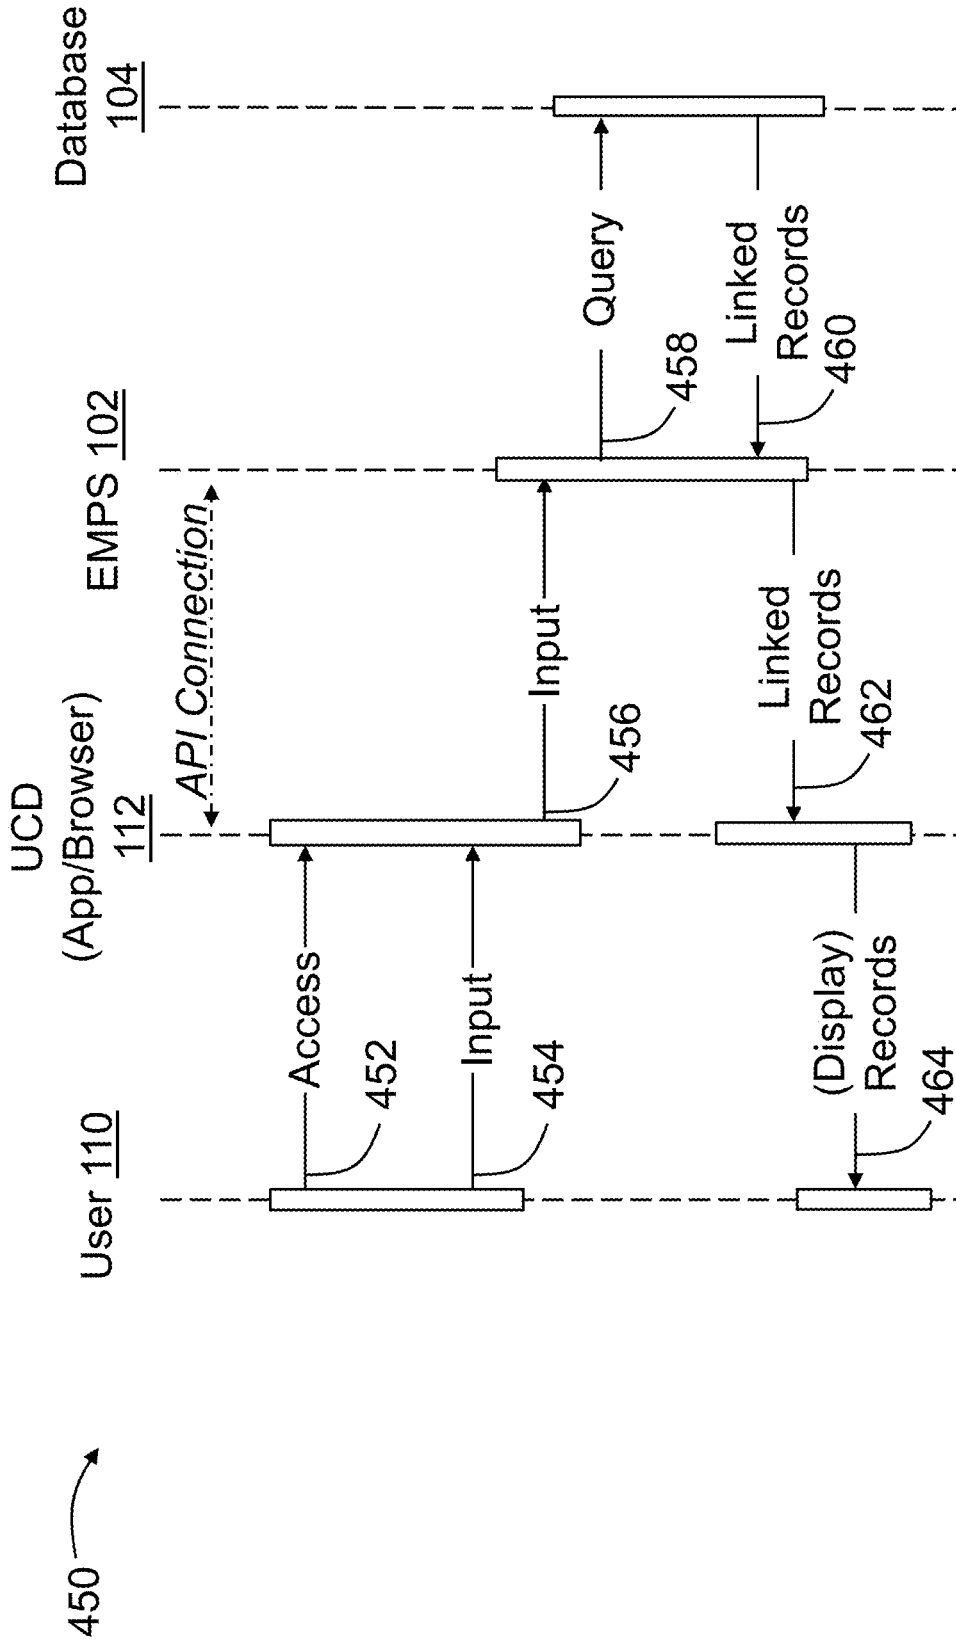 450
User 110
UCD
(App/Browser)
112
EMPS 102
Database
104
API Connection
Access
452
Input
454
Input
456
Query
458
Linked
Records
460
Linked
Records
462
(Display)
Records
464